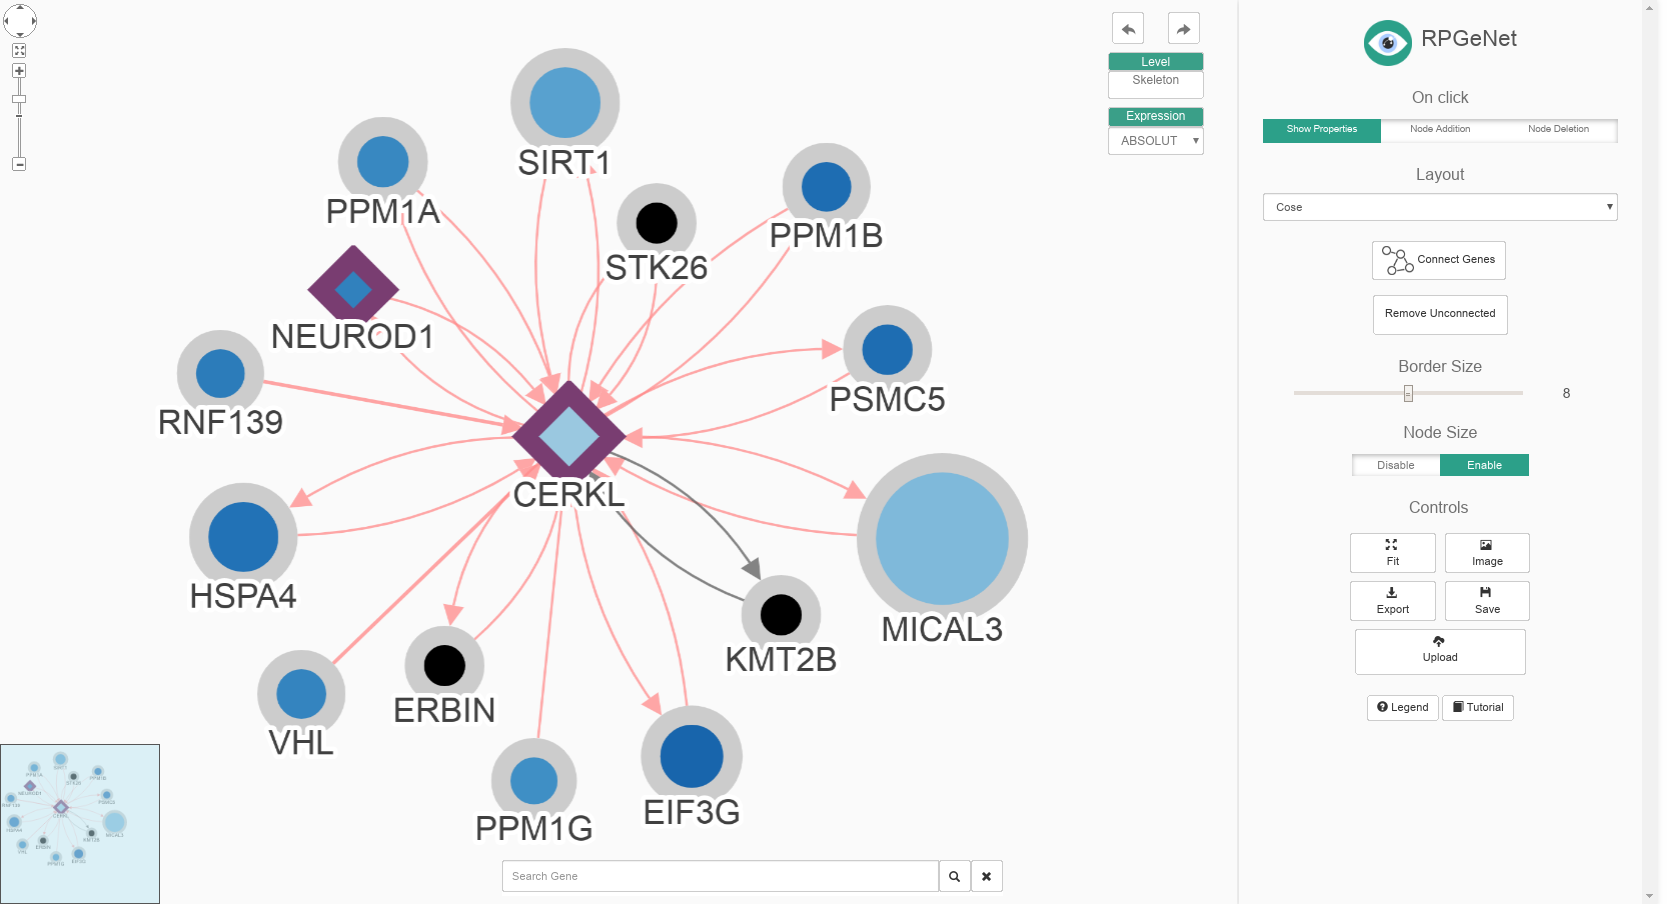 SIRT1
PPM1A
STK26
PPM1B
NEUROD1
RNF139
PSMC5
CERKL
HSPA4
MICAL3
KMT2B
ERBIN
VHL
PPM1G
EIF3G
Search Gene
Level
Skeleton
Expression
ABSOLUT
RPGeNet
On click
Show Properties
Node Addition
Node Deletion
Layout
Cose
Connect Genes
Remove Unconnected
Border Size
8
Node Size
Disable
Enable
Controls
Fit
Image
Export
Save
Upload
Legend
Tutorial